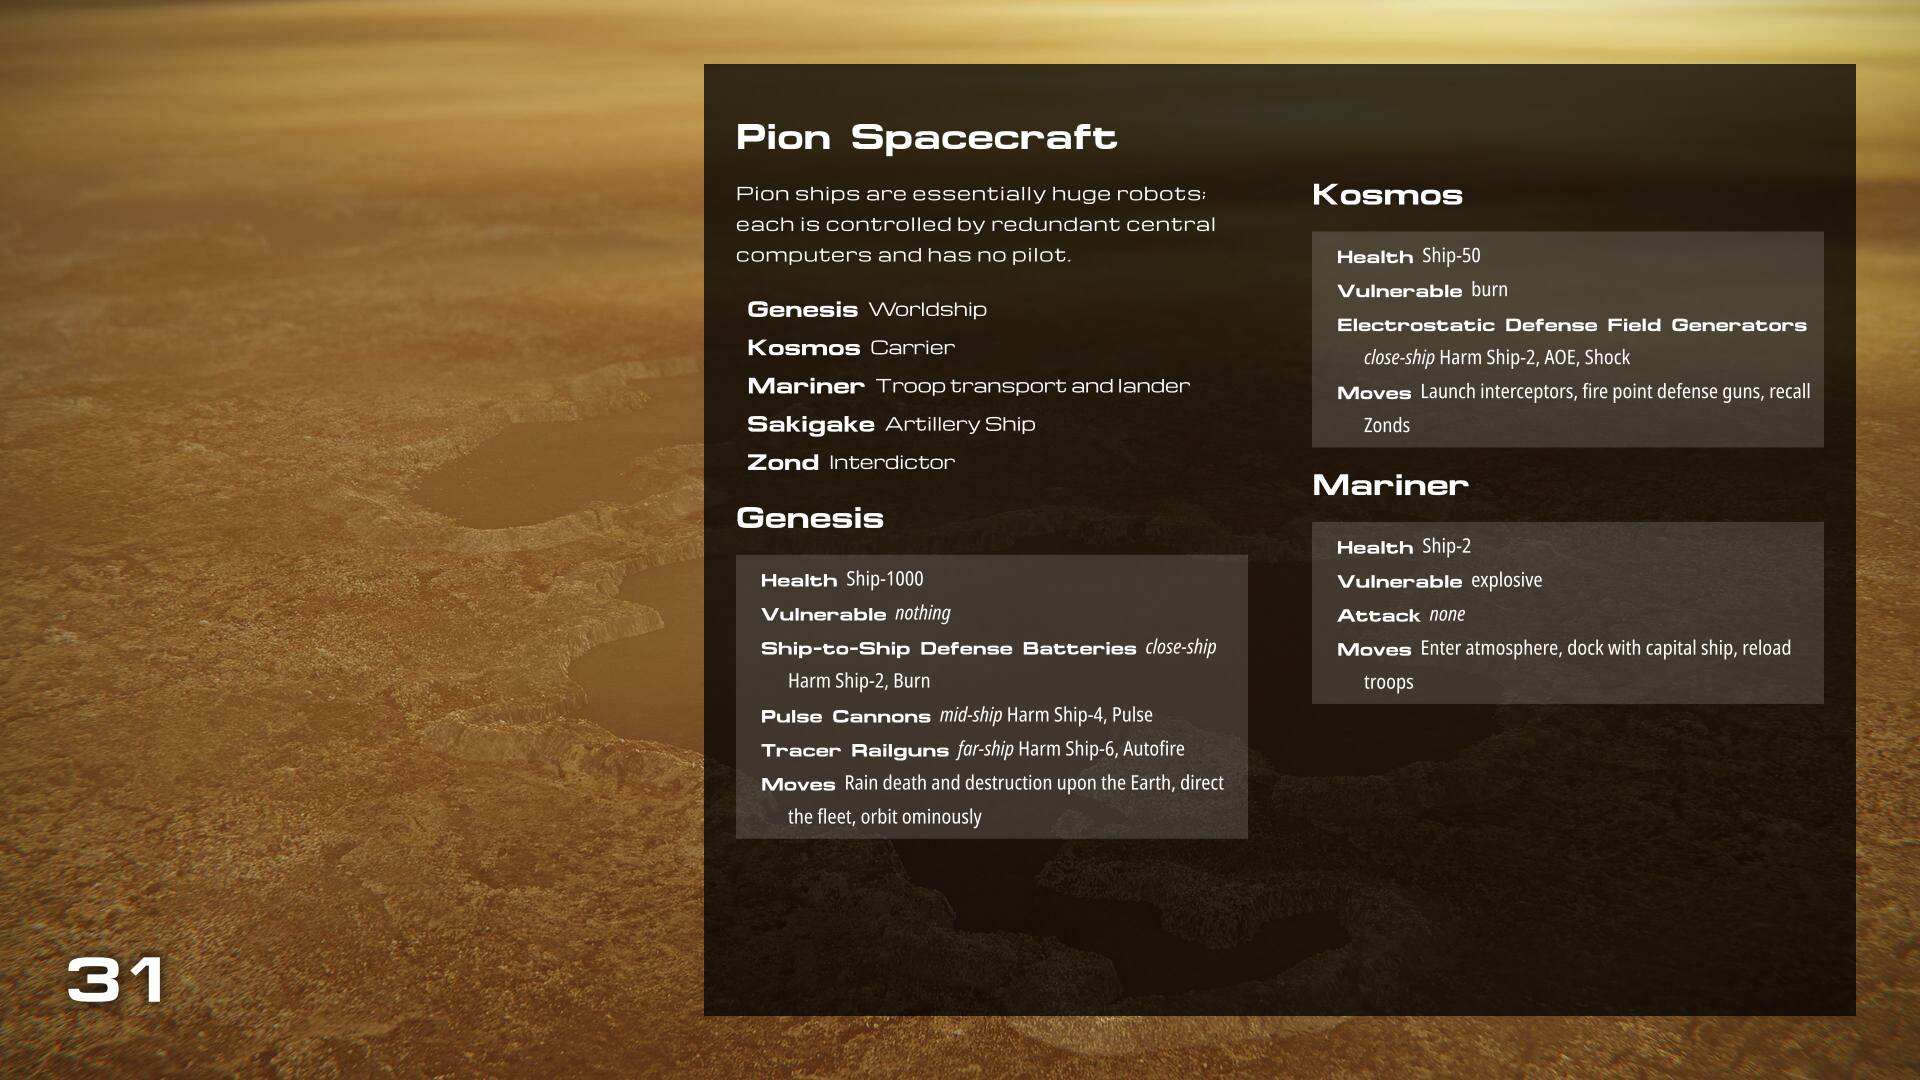 Pion Spacecraft
Pion ships are essentially huge robots;
each is controlled by redundant central
computers and has no pilot.
Genesis Worldship
Kosmos Carrier
Mariner Troop transport and lander
Sakigake Artillery Ship
Zond Interdictor
Genesis
Health Ship-1000
Vulnerable nothing
Ship-to-Ship Defense Batteries close-ship
Harm Ship-2, Burn
Pulse Cannons mid-ship Harm Ship-4, Pulse
Tracer Railguns far-ship Harm Ship-6, Autofire
Moves Rain death and destruction upon the Earth, direct
the fleet, orbit ominously
Kosmos
Health Ship-50
Vulnerable burn
Electrostatic Defense Field Generators
close-ship Harm Ship-2, AOE, Shock
Moves Launch interceptors, fire point defense guns, recall
Zonds
Mariner
Health Ship-2
Vulnerable explosive
Attack none
Moves Enter atmosphere, dock with capital ship, reload
troops
31